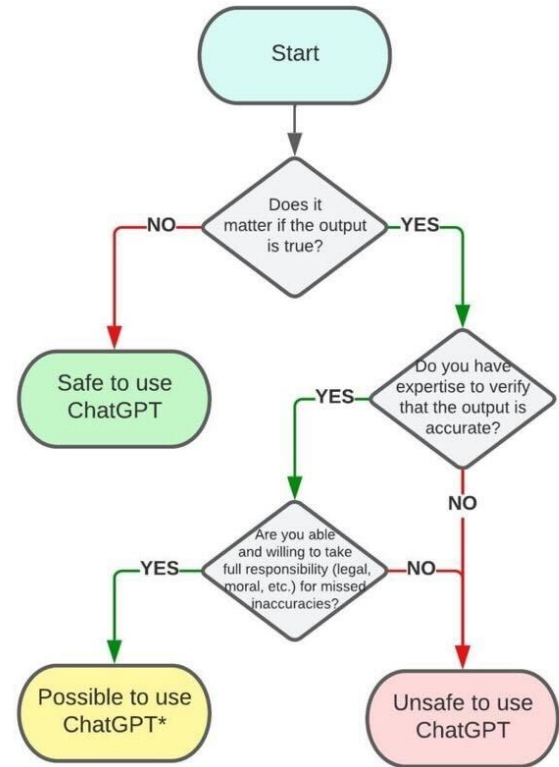 Start
Does it
matter if the output
is true?
NO
YES
Safe to use
ChatGPT
Do you have
expertise to verify
that the output is
accurate?
YES
NO
Are you able
and willing to take
full responsibility (legal,
moral, etc.) for missed
inaccuracies?
YES
NO
Possible to use
ChatGPT*
Unsafe to use
ChatGPT